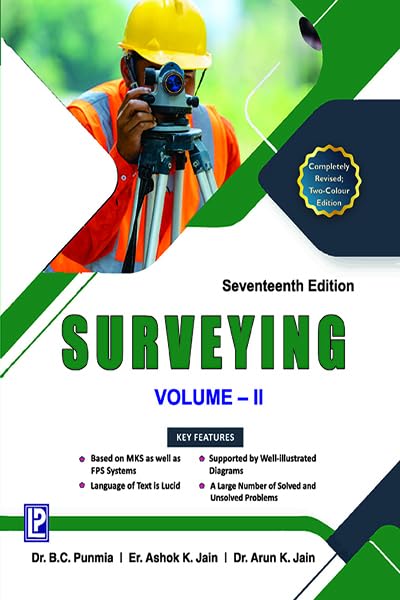 Completely
Revised;
Two-Colour
Edition
Seventeenth Edition
SURVEYING
VOLUME – II
KEY FEATURES
Based on MKS as well as
FPS Systems
Language of Text is Lucid
Supported by Well-illustrated
Diagrams
A Large Number of Solved and
Unsolved Problems
LP
Dr. B.C. Punmia | Er. Ashok K. Jain | Dr. Arun K. Jain